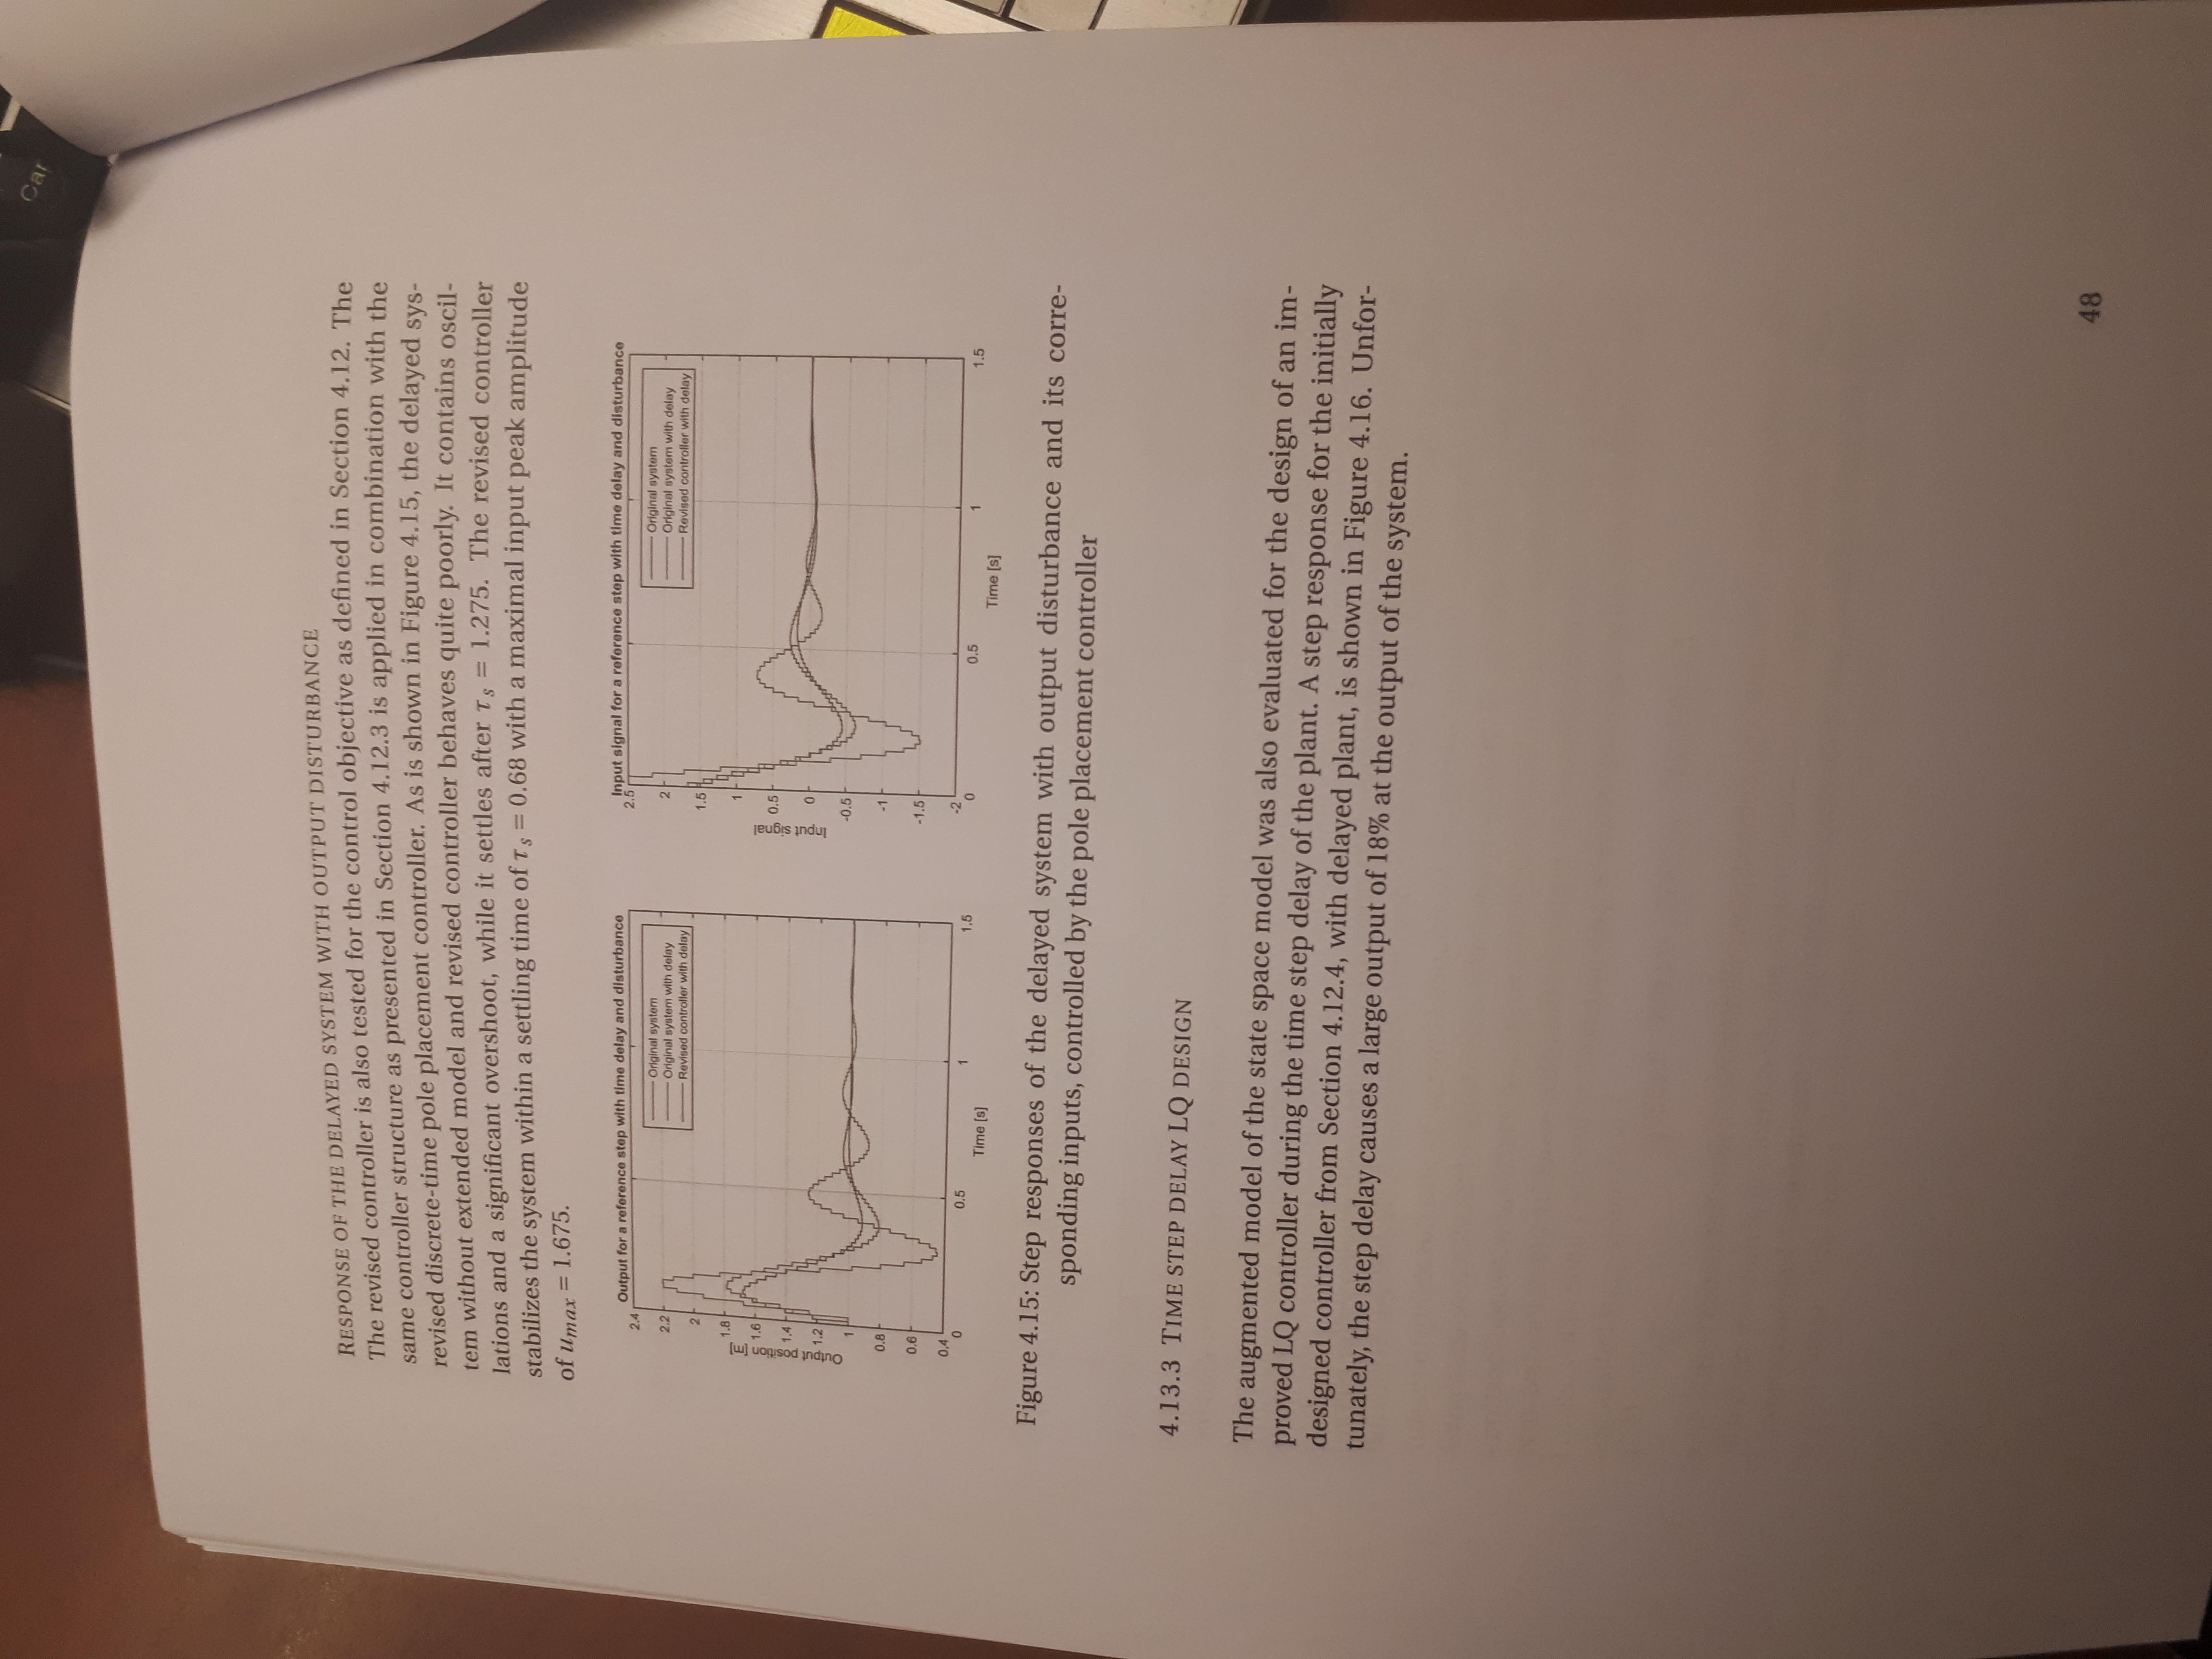 Car
RESPONSE OF THE DELAYED SYSTEM WITH OUTPUT DISTURBANCE
The revised controller is also tested for the control objective as defined in Section 4.12. The
same controller structure as presented in Section 4.12.3 is applied in combination with the
revised discrete-time pole placement controller. As is shown in Figure 4.15, the delayed sys-
tem without extended model and revised controller behaves quite poorly. It contains oscil-
lations and a significant overshoot, while it settles after τs = 1.275. The revised controller
stabilizes the system within a settling time of τs = 0.68 with a maximal input peak amplitude
of umax = 1.675.
Output for a reference step with time delay and disturbance
2.4
2.2
2
1.8
1.6
1.4
1.2
1
0.8
0.6
0.4
Output position [m]
Original system
Original system with delay
Revised controller with delay
0 0.5 1 1.5
Time [s]
Input signal for a reference step with time delay and disturbance
2.5
2
1.5
1
0.5
0
-0.5
-1
-1.5
-2
Input signal
Original system
Original system with delay
Revised controller with delay
0 0.5 1 1.5
Time [s]
Figure 4.15: Step responses of the delayed system with output disturbance and its corre-
sponding inputs, controlled by the pole placement controller
4.13.3 TIME STEP DELAY LQ DESIGN
The augmented model of the state space model was also evaluated for the design of an im-
proved LQ controller during the time step delay of the plant. A step response for the initially
designed controller from Section 4.12.4, with delayed plant, is shown in Figure 4.16. Unfor-
tunately, the step delay causes a large output of 18% at the output of the system.
48